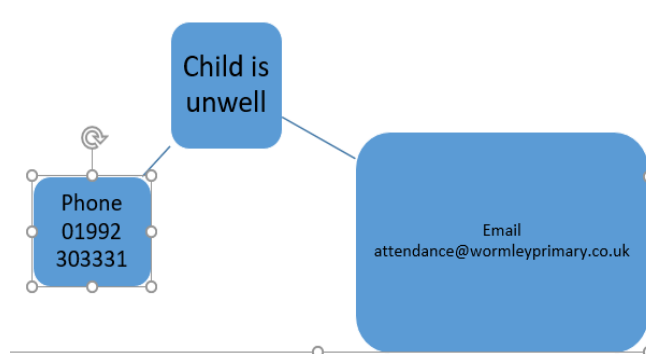 Child is
unwell
Phone
01992
303331
Email
attendance@wormleyprimary.co.uk